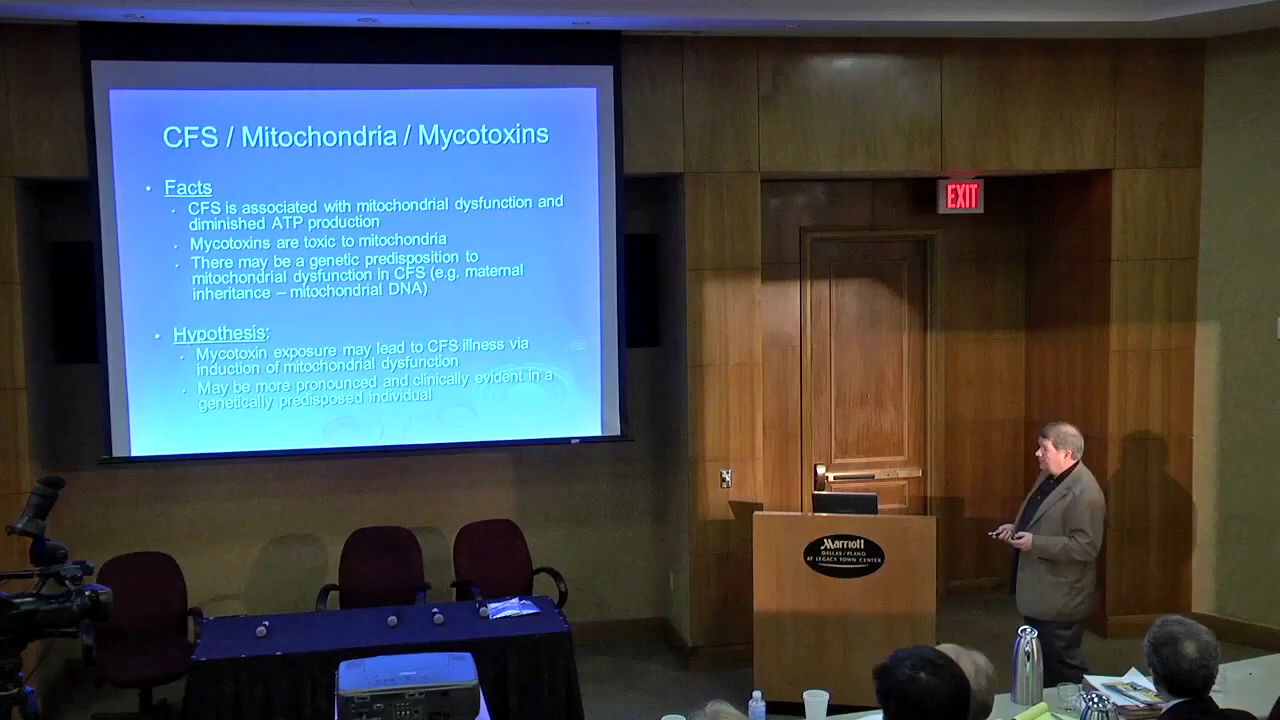 CFS / Mitochondria / Mycotoxins
• Facts
• CFS is associated with mitochondrial dysfunction and
diminished ATP production
• Mycotoxins are toxic to mitochondria
• There may be a genetic predisposition to
mitochondrial dysfunction in CFS (e.g. maternal
inheritance – mitochondrial DNA)
• Hypothesis:
• Mycotoxin exposure may lead to CFS illness via
induction of mitochondrial dysfunction
• May be more pronounced and clinically evident in a
genetically predisposed individual
EXIT
Marriott
DALLAS/PLANO
AT LEGACY TOWN CENTER